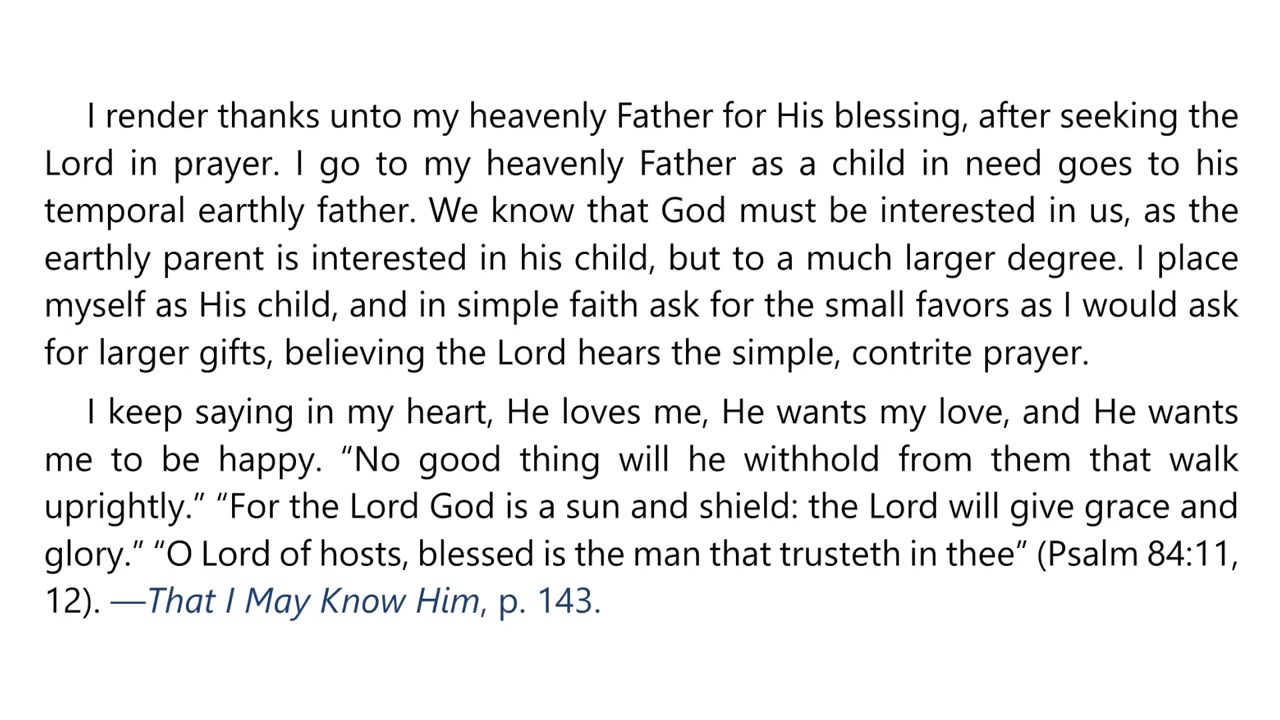 I render thanks unto my heavenly Father for His blessing, after seeking the
Lord in prayer. I go to my heavenly Father as a child in need goes to his
temporal earthly father. We know that God must be interested in us, as the
earthly parent is interested in his child, but to a much larger degree. I place
myself as His child, and in simple faith ask for the small favors as I would ask
for larger gifts, believing the Lord hears the simple, contrite prayer.
I keep saying in my heart, He loves me, He wants my love, and He wants
me to be happy. “No good thing will he withhold from them that walk
uprightly.” “For the Lord God is a sun and shield: the Lord will give grace and
glory.” “O Lord of hosts, blessed is the man that trusteth in thee” (Psalm 84:11,
12). —That I May Know Him, p. 143.